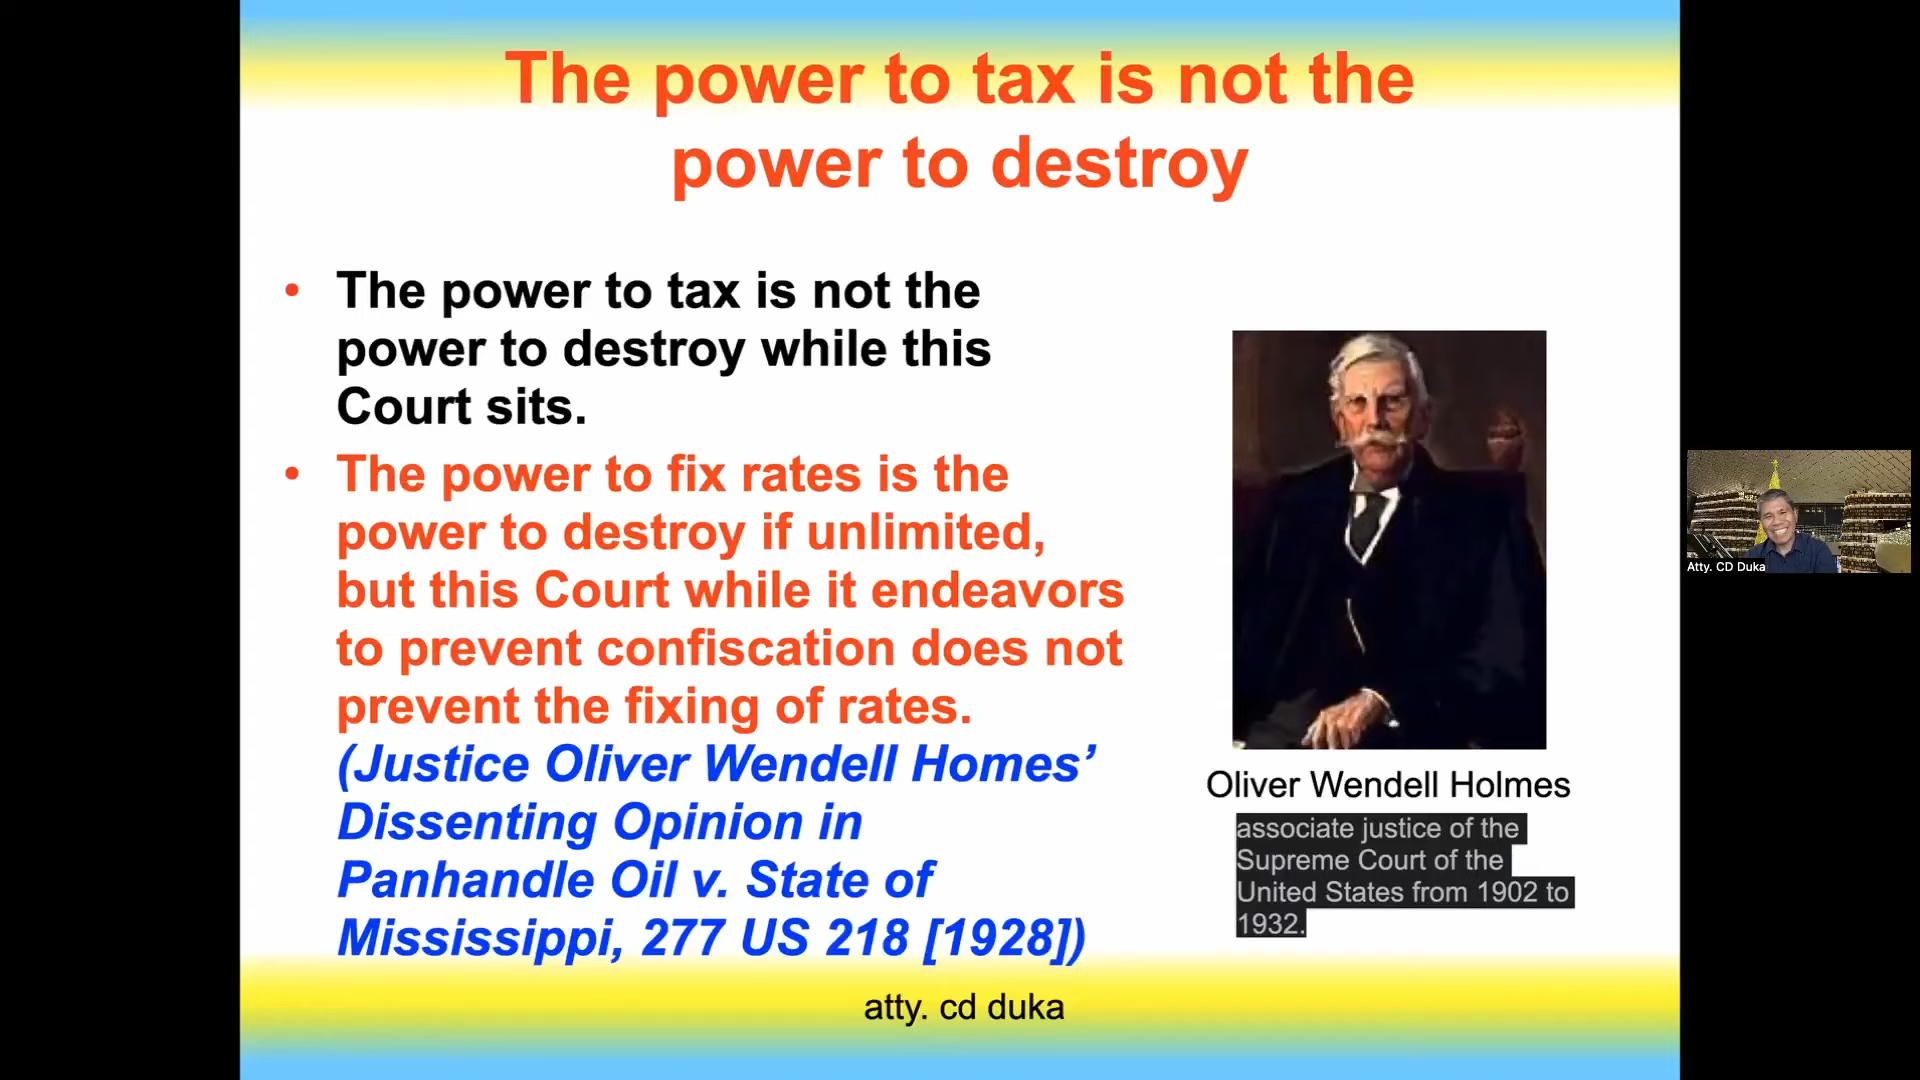 The power to tax is not the
power to destroy
• The power to tax is not the
power to destroy while this
Court sits.
• The power to fix rates is the
power to destroy if unlimited,
but this Court while it endeavors
to prevent confiscation does not
prevent the fixing of rates.
(Justice Oliver Wendell Homes’
Dissenting Opinion in
Panhandle Oil v. State of
Mississippi, 277 US 218 [1928])
Oliver Wendell Holmes
associate justice of the
Supreme Court of the
United States from 1902 to
1932.
atty. cd duka
Atty. CD Duka